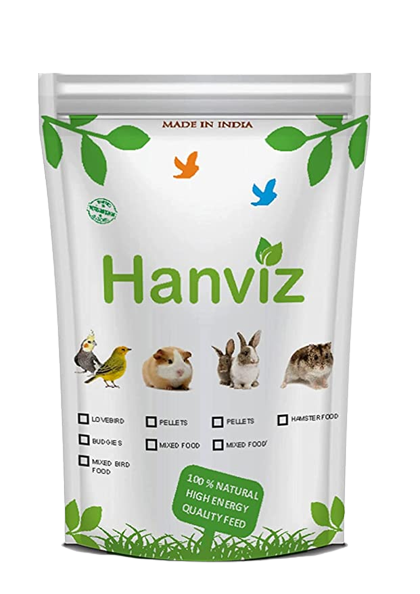 MADE IN INDIA
Hanviz
LOVEBIRD
BUDGIES
MIXED BIRD
FOOD
PELLETS
MIXED FOOD
PELLETS
MIXED FOOD'
HAMSTER FOOD
100 % NATURAL
HIGH ENERGY
QUALITY FEED